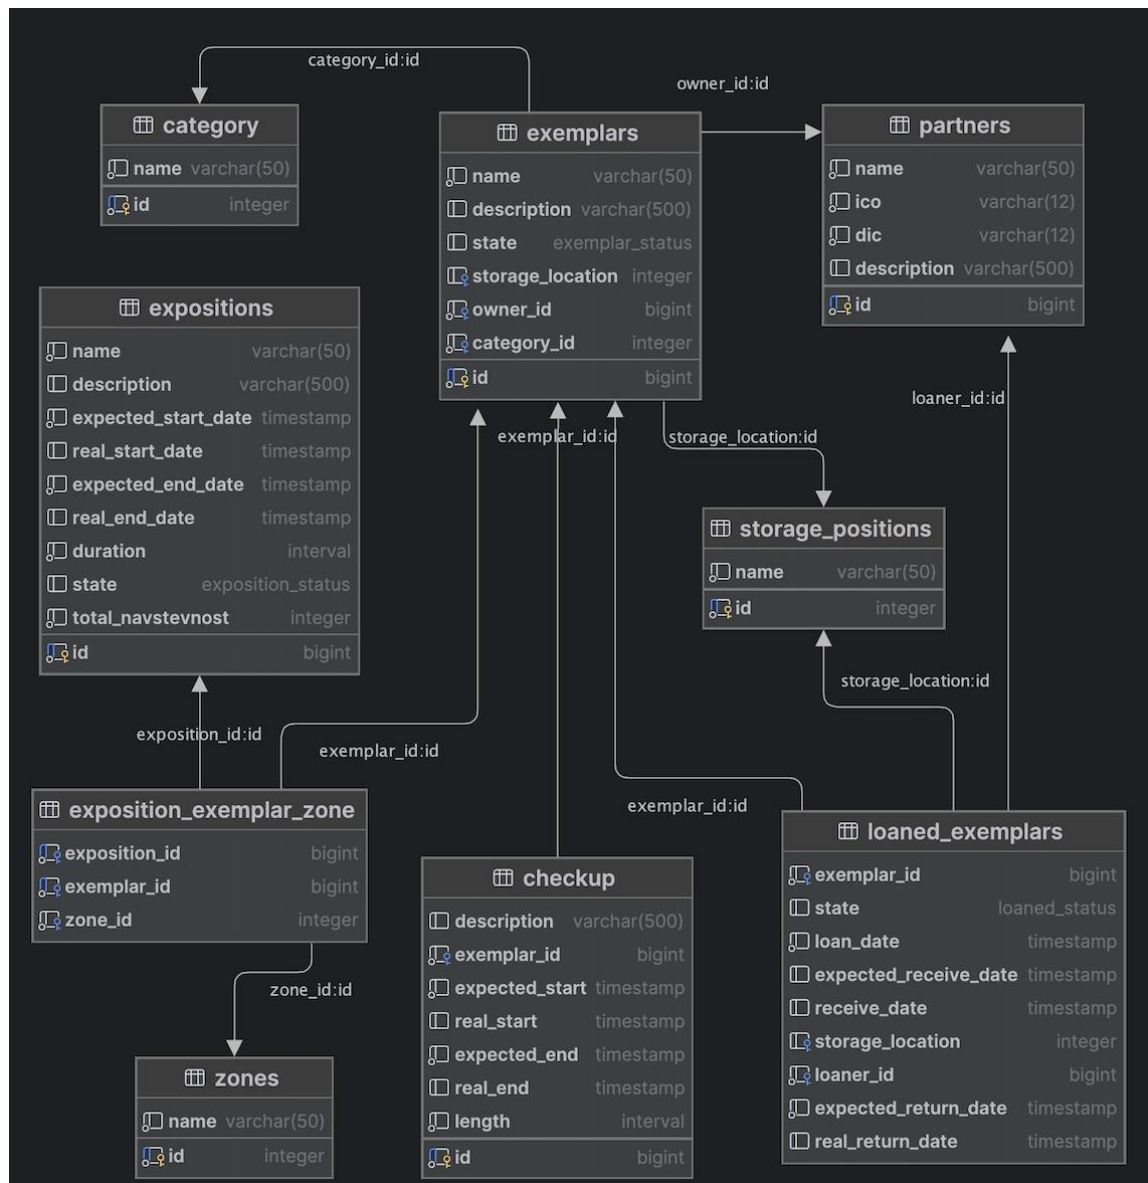 category_id:id
owner_id:id
category
name varchar(50)
id integer
exemplars
name varchar(50)
description varchar(500)
state exemplar_status
storage_location integer
owner_id bigint
category_id integer
id bigint
partners
name varchar(50)
ico varchar(12)
dic varchar(12)
description varchar(500)
id bigint
expositions
name varchar(50)
description varchar(500)
expected_start_date timestamp
real_start_date timestamp
expected_end_date timestamp
real_end_date timestamp
duration interval
state exposition_status
total_navstevnost integer
id bigint
loaner_id:id
exemplar_id:id
storage_location:id
storage_positions
name varchar(50)
id integer
storage_location:id
exposition_id:id
exemplar_id:id
exemplar_id:id
exposition_exemplar_zone
exposition_id bigint
exemplar_id bigint
zone_id integer
zone_id:id
zones
name varchar(50)
id integer
checkup
description varchar(500)
exemplar_id bigint
expected_start timestamp
real_start timestamp
expected_end timestamp
real_end timestamp
length interval
id bigint
loaned_exemplars
exemplar_id bigint
state loaned_status
loan_date timestamp
expected_receive_date timestamp
receive_date timestamp
storage_location integer
loaner_id bigint
expected_return_date timestamp
real_return_date timestamp